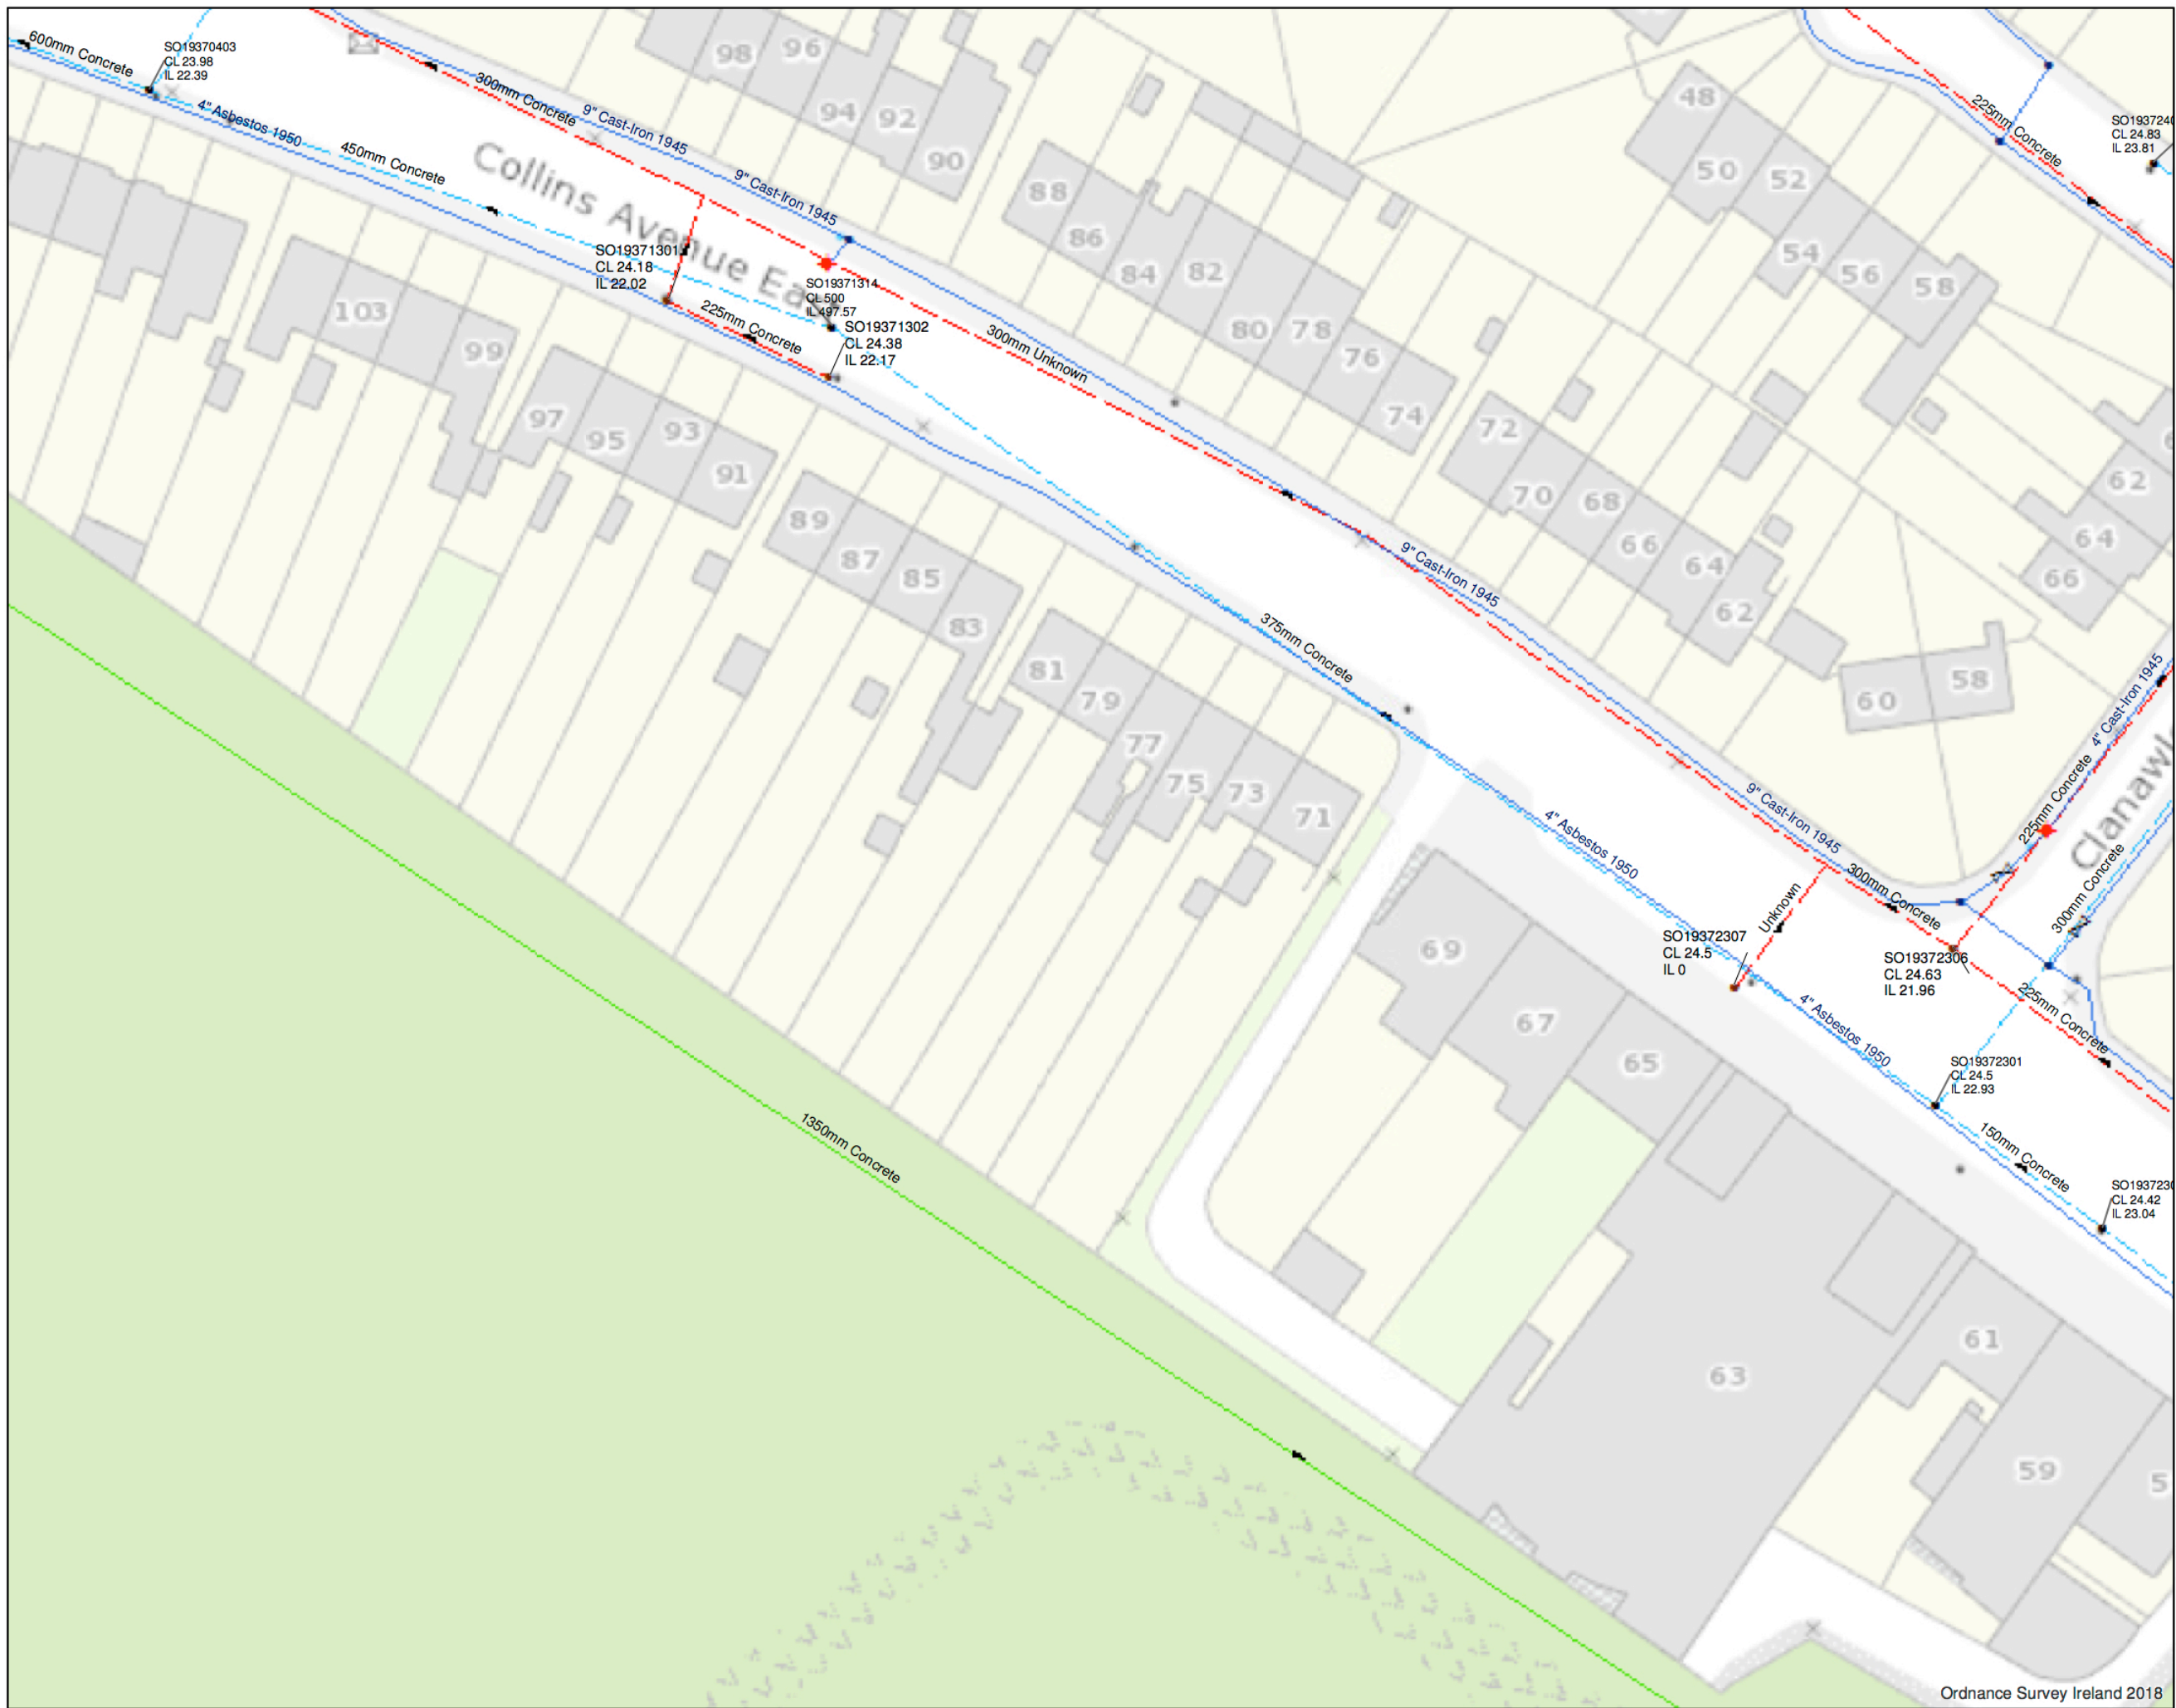 600mm Concrete
SO19370403
CL 23.98
IL 22.39
4" Asbestos 1950
450mm Concrete
300mm Concrete
9" Cast-Iron 1945
9" Cast-Iron 1945
Collins Avenue Ea
98
96
94
92
90
88
86
84
82
80
78
76
74
72
70
68
66
64
62
60
58
48
50
52
54
56
58
62
64
66
225mm Concrete
CL 24.83
IL 23.81
SO19371301
CL 24.18
IL 22.02
225mm Concrete
SO19371314
CL 500
IL 497.57
SO19371302
CL 24.38
IL 22.17
300mm Unknown
103
99
97
95
93
91
89
87
85
83
81
79
77
75
73
71
9" Cast-Iron 1945
375mm Concrete
4" Asbestos 1950
9" Cast-Iron 1945
300mm Concrete
225mm Concrete
4" Cast-Iron 1945
Clanawl
300mm Concrete
Unknown
SO19372307
CL 24.5
IL 0
SO19372306
CL 24.63
IL 21.96
225mm Concrete
4" Asbestos 1950
SO19372301
CL 24.5
IL 22.93
150mm Concrete
CL 24.42
IL 23.04
69
67
65
63
61
59
5
1350mm Concrete
Ordnance Survey Ireland 2018